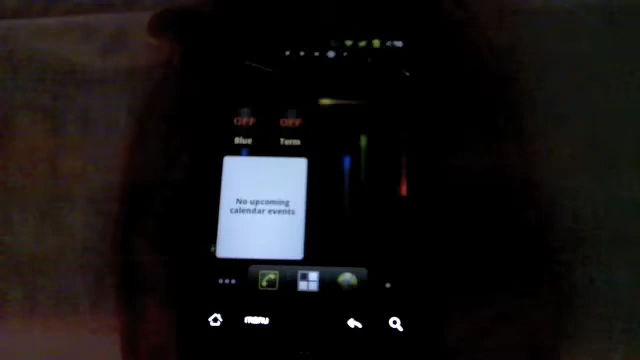 OFF OFF
Blue Term
No upcoming
calendar events
menu